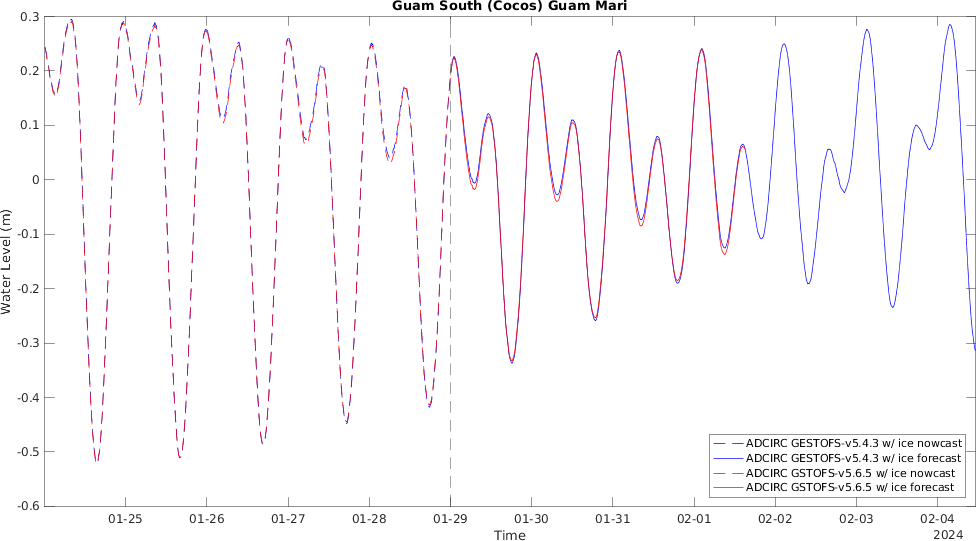 Guam South (Cocos) Guam Mari
0.3
0.2
0.1
0
-0.1
-0.2
-0.3
-0.4
-0.5
-0.6
Water Level (m)
01-25 01-26 01-27 01-28 01-29 01-30 01-31 02-01 02-02 02-03 02-04
Time
2024
ADCIRC GESTOFS-v5.4.3 w/ ice nowcast
ADCIRC GESTOFS-v5.4.3 w/ ice forecast
ADCIRC GSTOFS-v5.6.5 w/ ice nowcast
ADCIRC GSTOFS-v5.6.5 w/ ice forecast